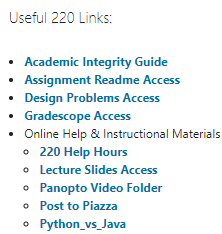 Useful 220 Links:
Academic Integrity Guide
Assignment Readme Access
Design Problems Access
Gradescope Access
Online Help & Instructional Materials
220 Help Hours
Lecture Slides Access
Panopto Video Folder
Post to Piazza
Python_vs_Java